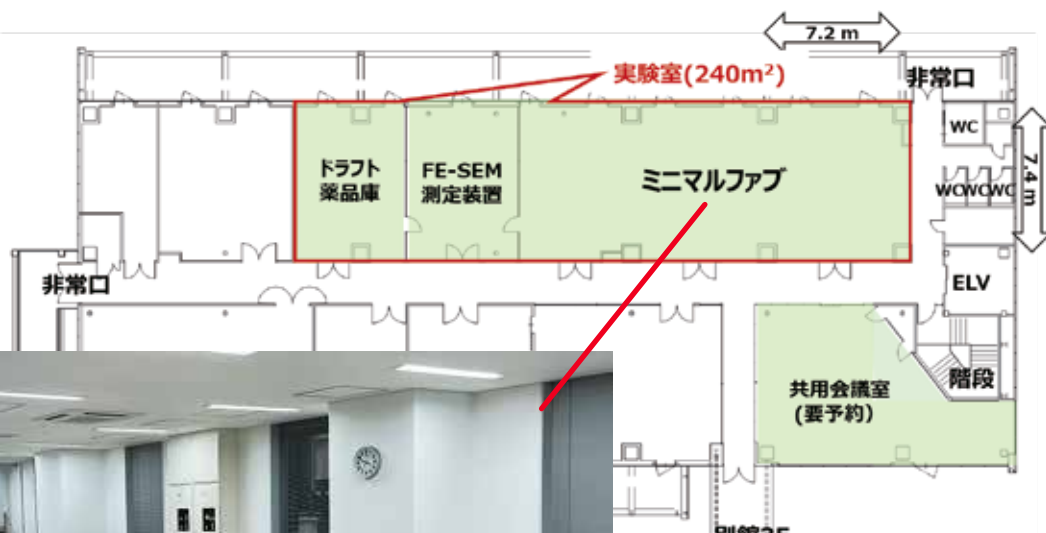 7.2 m
実験室(240m²)
非常口
WC
ドラフト
薬品庫
FE-SEM
測定装置
ミニマルファブ
WC WC WC
7.4 m
非常口
ELV
共用会議室
(要予約)
階段